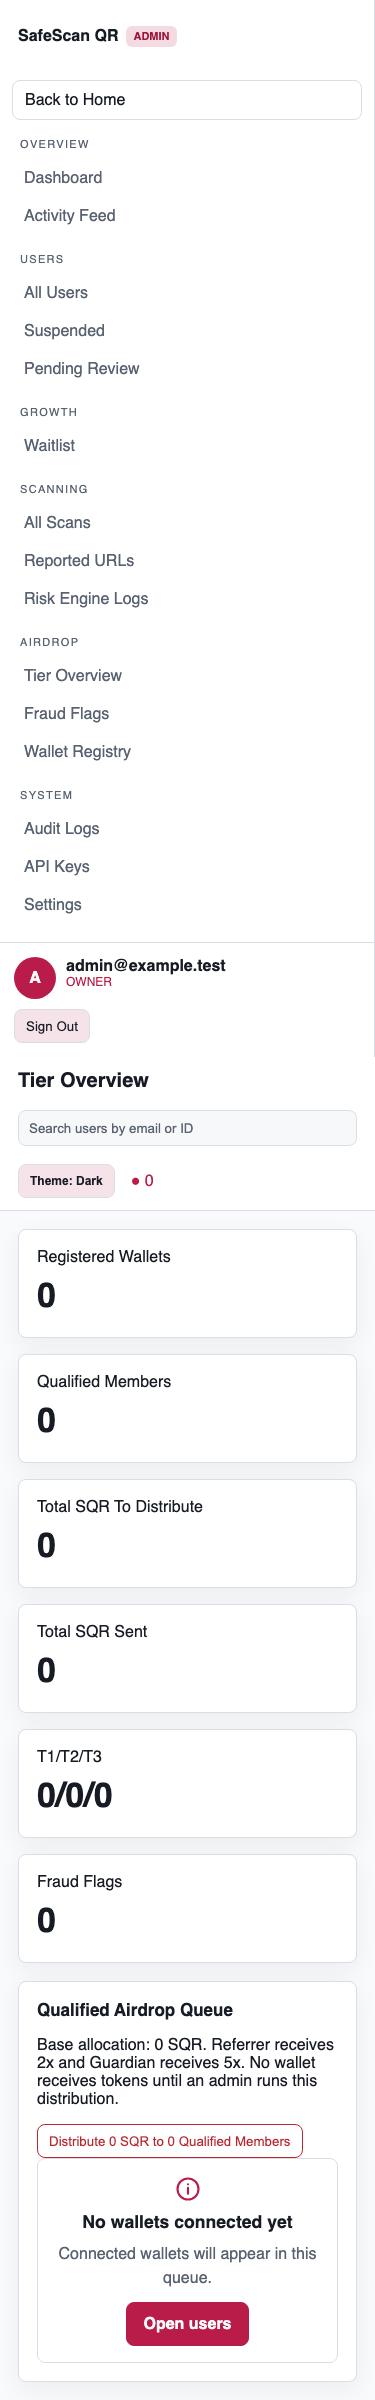 SafeScan QR ADMIN
Back to Home
OVERVIEW
Dashboard
Activity Feed
USERS
All Users
Suspended
Pending Review
GROWTH
Waitlist
SCANNING
All Scans
Reported URLs
Risk Engine Logs
AIRDROP
Tier Overview
Fraud Flags
Wallet Registry
SYSTEM
Audit Logs
API Keys
Settings
A
admin@example.test
OWNER
Sign Out
Tier Overview
Search users by email or ID
Theme: Dark
0
Registered Wallets
0
Qualified Members
0
Total SQR To Distribute
0
Total SQR Sent
0
T1/T2/T3
0/0/0
Fraud Flags
0
Qualified Airdrop Queue
Base allocation: 0 SQR. Referrer receives
2x and Guardian receives 5x. No wallet
receives tokens until an admin runs this
distribution.
Distribute 0 SQR to 0 Qualified Members
No wallets connected yet
Connected wallets will appear in this
queue.
Open users